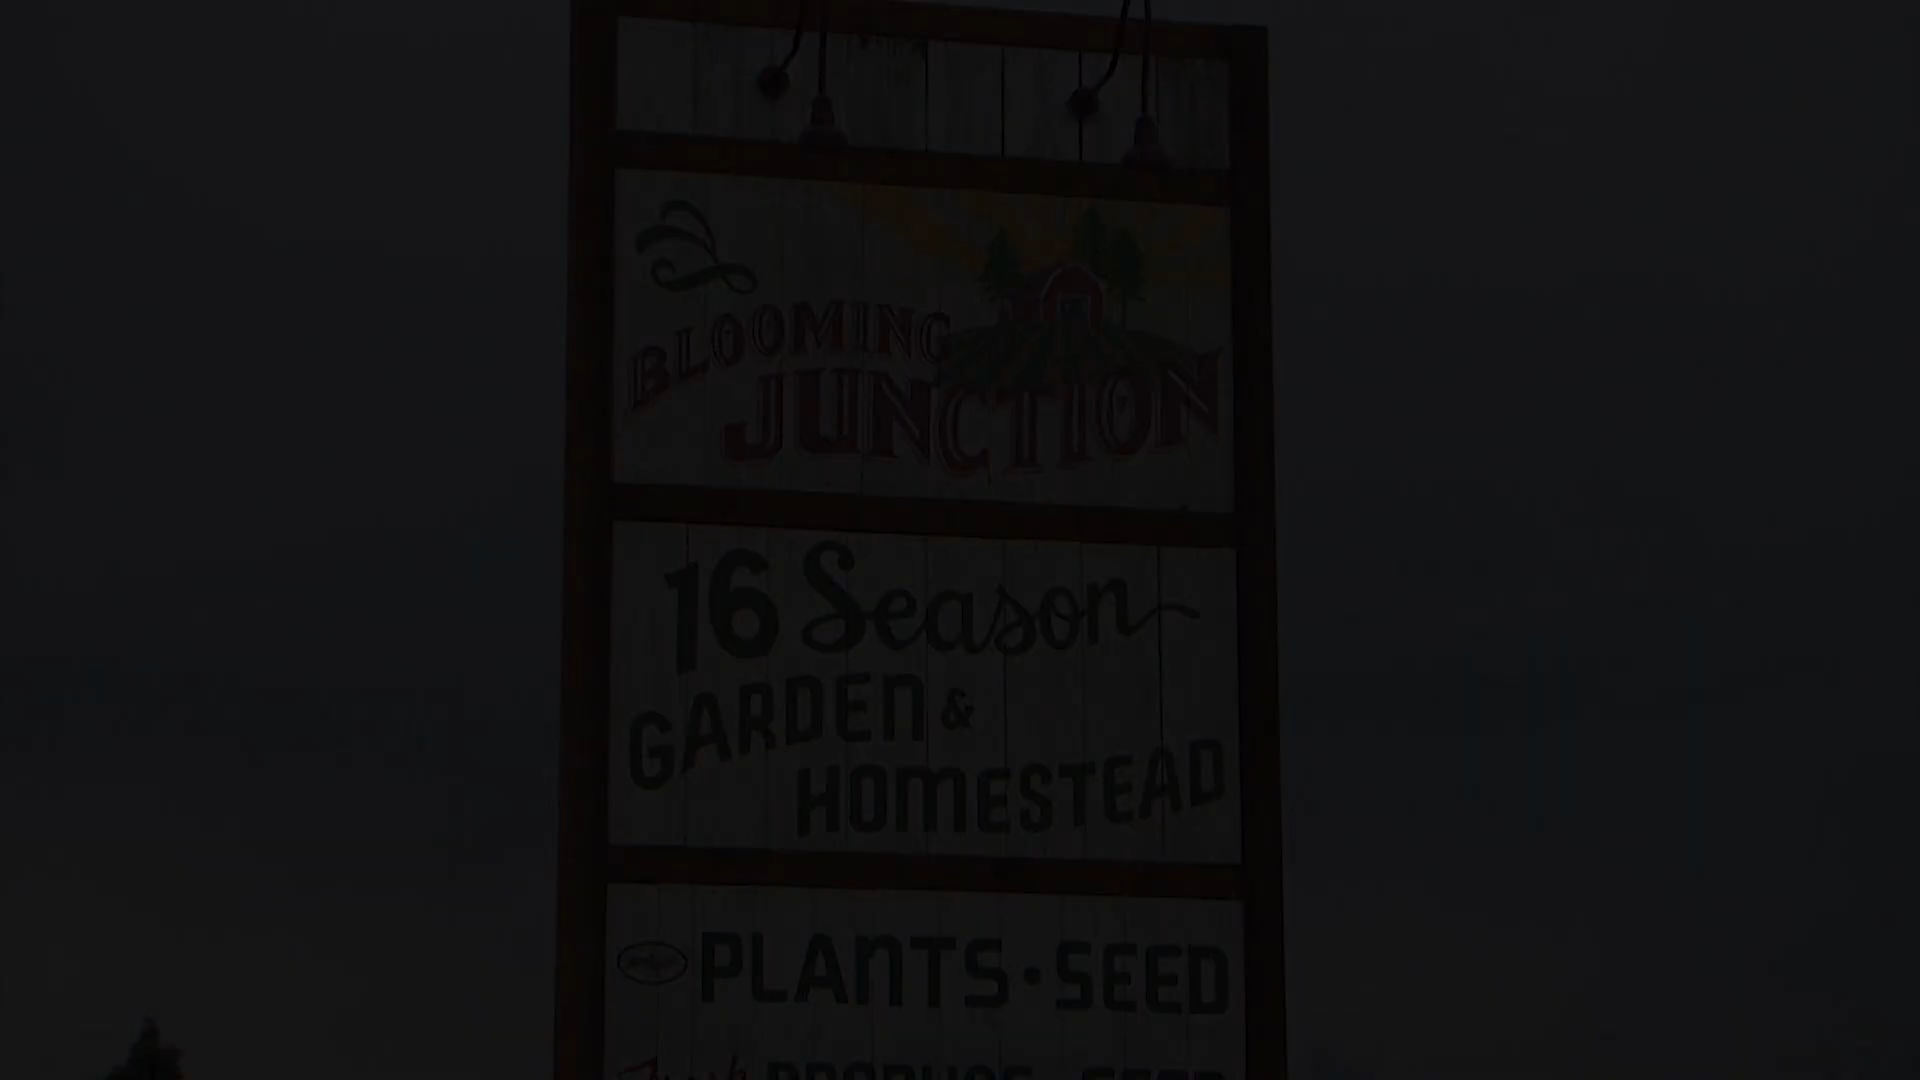 BLOOMING
JUNCTION
16 Season
GARDEN &
HOMESTEAD
PLANTS · SEED